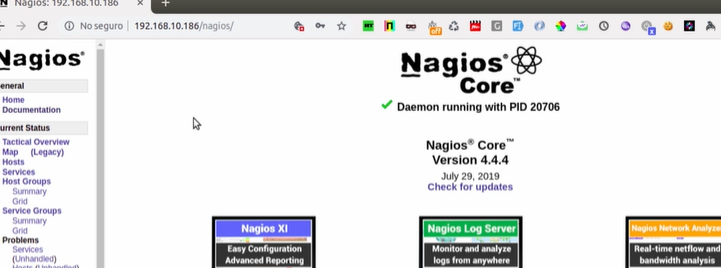 Nagios: 192.168.10.186
No seguro | 192.168.10.186/nagios/
off
Nagios®
eneral
Home
Documentation
urrent Status
Tactical Overview
Map (Legacy)
Hosts
Services
Host Groups
Summary
Grid
Service Groups
Summary
Grid
Problems
Services
(Unhandled)
Hosts (Unhandled)
Nagios®
Core™
Daemon running with PID 20706
Nagios® Core™
Version 4.4.4
July 29, 2019
Check for updates
Nagios XI
Easy Configuration
Advanced Reporting
Nagios Log Server
Monitor and analyze
logs from anywhere
Nagios Network Analyze
Real-time netflow and
bandwidth analysis